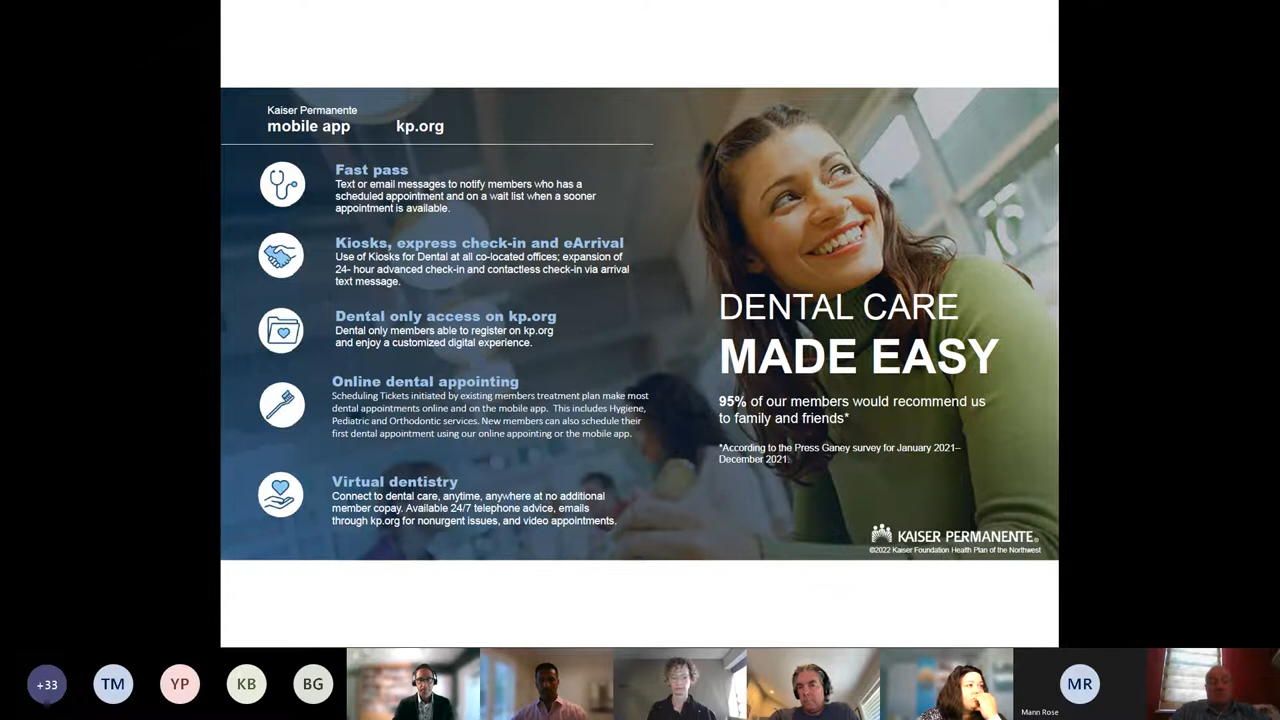 Kaiser Permanente
mobile app kp.org
Fast pass
Text or email messages to notify members who has a
scheduled appointment and on a wait list when a sooner
appointment is available.
Kiosks, express check-in and eArrival
Use of Kiosks for Dental at all co-located offices; expansion of
24- hour advanced check-in and contactless check-in via arrival
text message.
Dental only access on kp.org
Dental only members able to register on kp.org
and enjoy a customized digital experience.
Online dental appointing
Scheduling Tickets initiated by existing members treatment plan make most
dental appointments online and on the mobile app. This includes Hygiene,
Pediatric and Orthodontic services. New members can also schedule their
first dental appointment using our online appointing or the mobile app.
Virtual dentistry
Connect to dental care, anytime, anywhere at no additional
member copay. Available 24/7 telephone advice, emails
through kp.org for nonurgent issues, and video appointments.
DENTAL CARE
MADE EASY
95% of our members would recommend us
to family and friends*
*According to the Press Ganey survey for January 2021–
December 2021.
KAISER PERMANENTE®
©2022 Kaiser Foundation Health Plan of the Northwest
+33
TM
YP
KB
BG
MR
Mann Rose